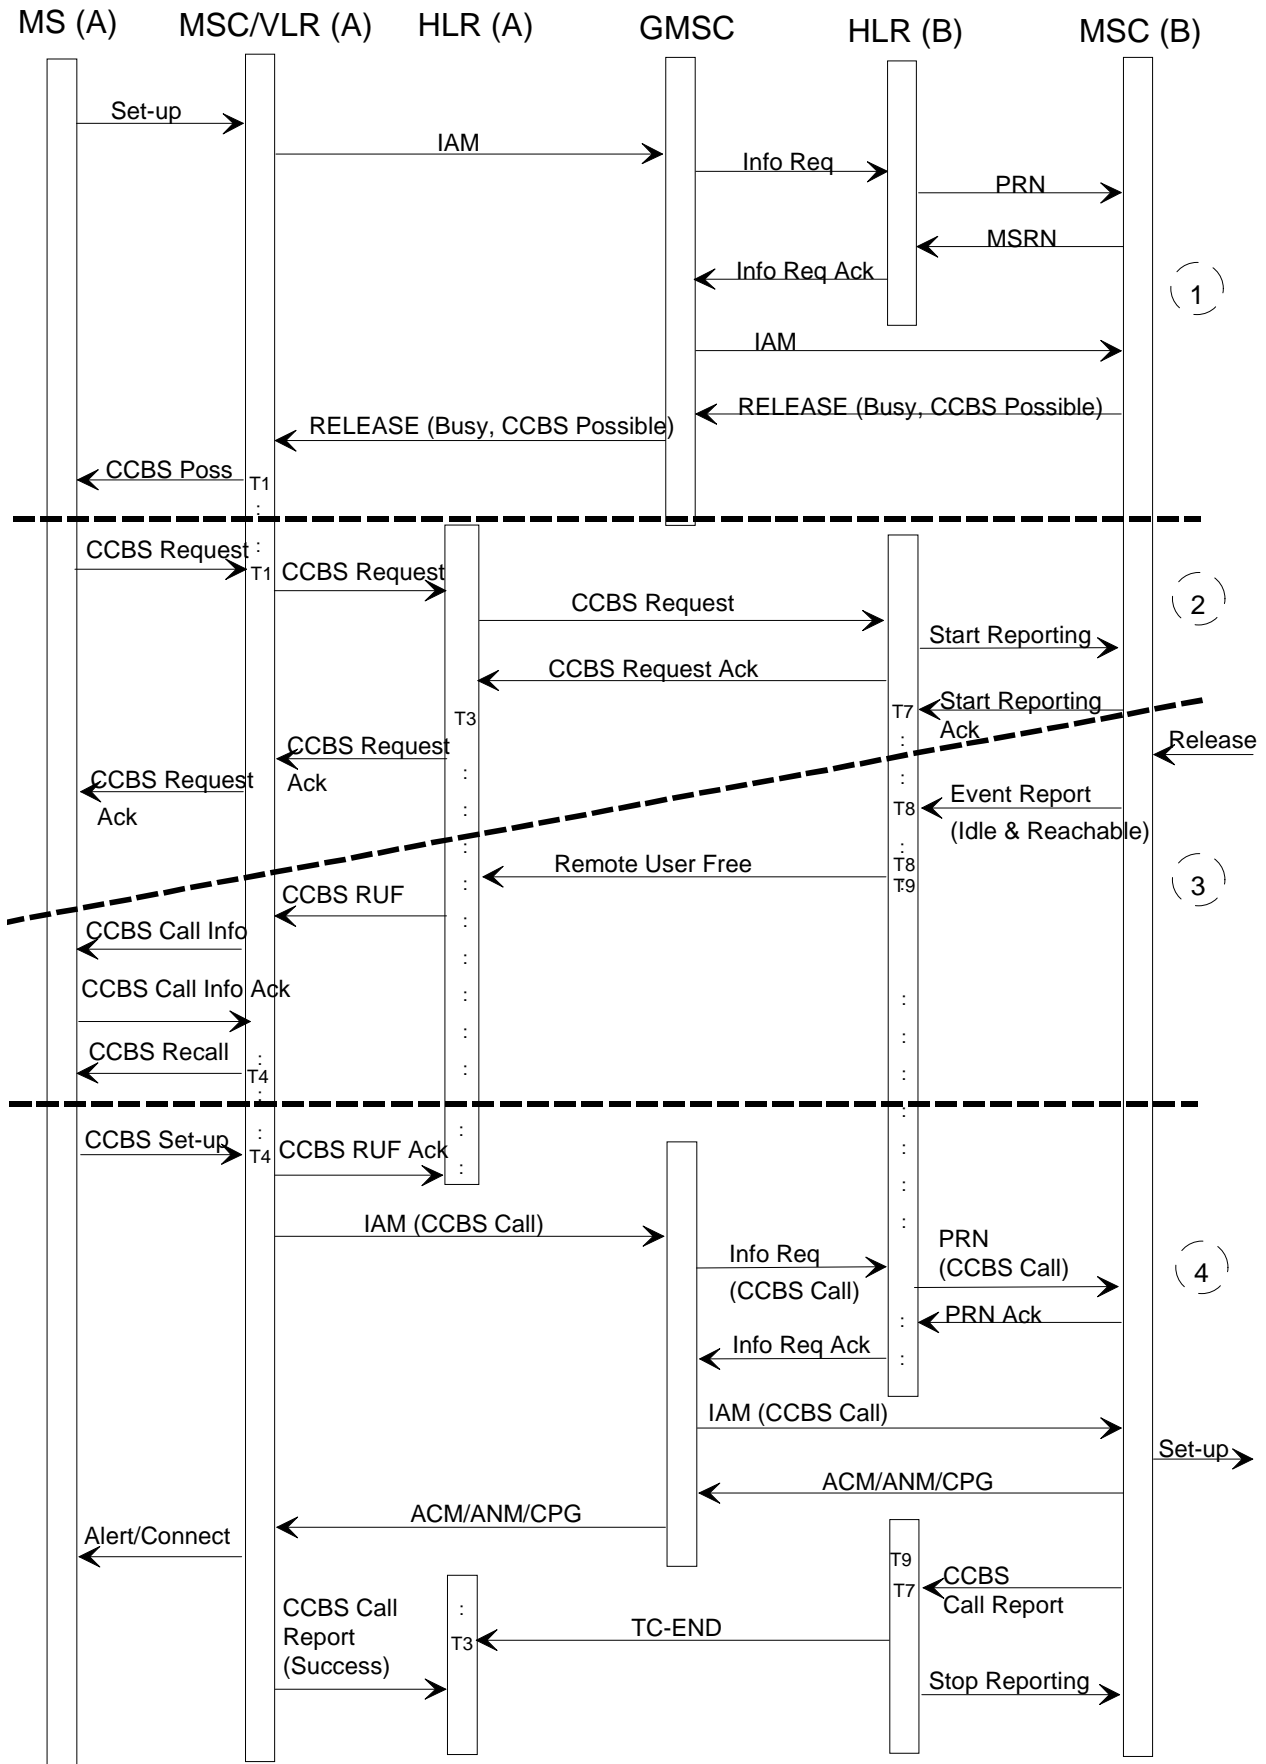 MS (A) MSC/VLR (A) HLR (A) GMSC HLR (B) MSC (B)
Set-up
IAM
Info Req
PRN
MSRN
Info Req Ack
1
IAM
RELEASE (Busy, CCBS Possible)
RELEASE (Busy, CCBS Possible)
CCBS Poss
T1
:
:
CCBS Request
T1
CCBS Request
CCBS Request
2
Start Reporting
CCBS Request Ack
T3
T7
Start Reporting
Ack
CCBS Request
Ack
Release
CCBS Request
Ack
Event Report
(Idle & Reachable)
T8
Remote User Free
T8
T9
3
CCBS RUF
CCBS Call Info
CCBS Call Info Ack
CCBS Recall
T4
CCBS Set-up
T4
CCBS RUF Ack
IAM (CCBS Call)
Info Req
(CCBS Call)
PRN
(CCBS Call)
4
PRN Ack
Info Req Ack
IAM (CCBS Call)
Set-up
ACM/ANM/CPG
ACM/ANM/CPG
Alert/Connect
T9
T7
CCBS
Call Report
CCBS Call
Report
(Success)
T3
TC-END
Stop Reporting